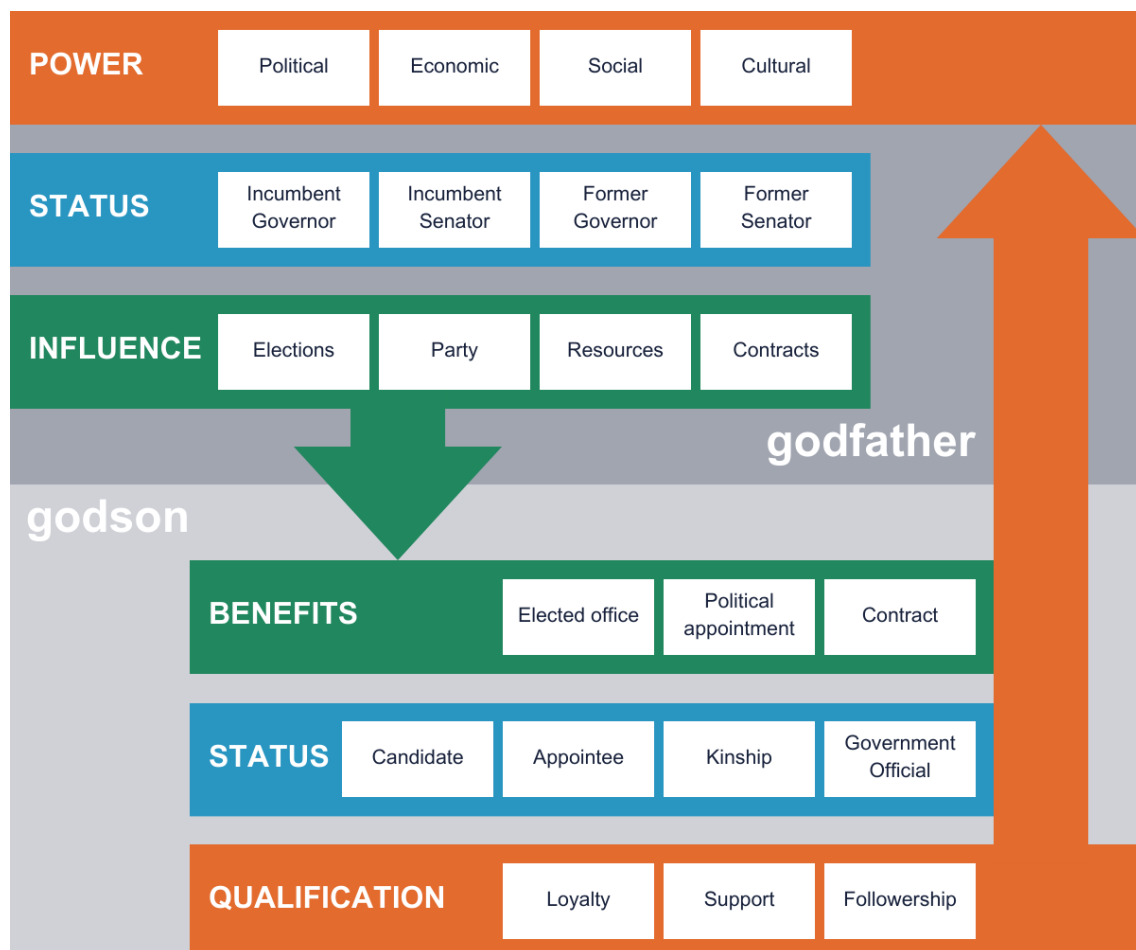 POWER
Political
Economic
Social
Cultural
STATUS
Incumbent
Governor
Incumbent
Senator
Former
Governor
Former
Senator
INFLUENCE
Elections
Party
Resources
Contracts
godfather
godson
BENEFITS
Elected office
Political
appointment
Contract
STATUS
Candidate
Appointee
Kinship
Government
Official
QUALIFICATION
Loyalty
Support
Followership